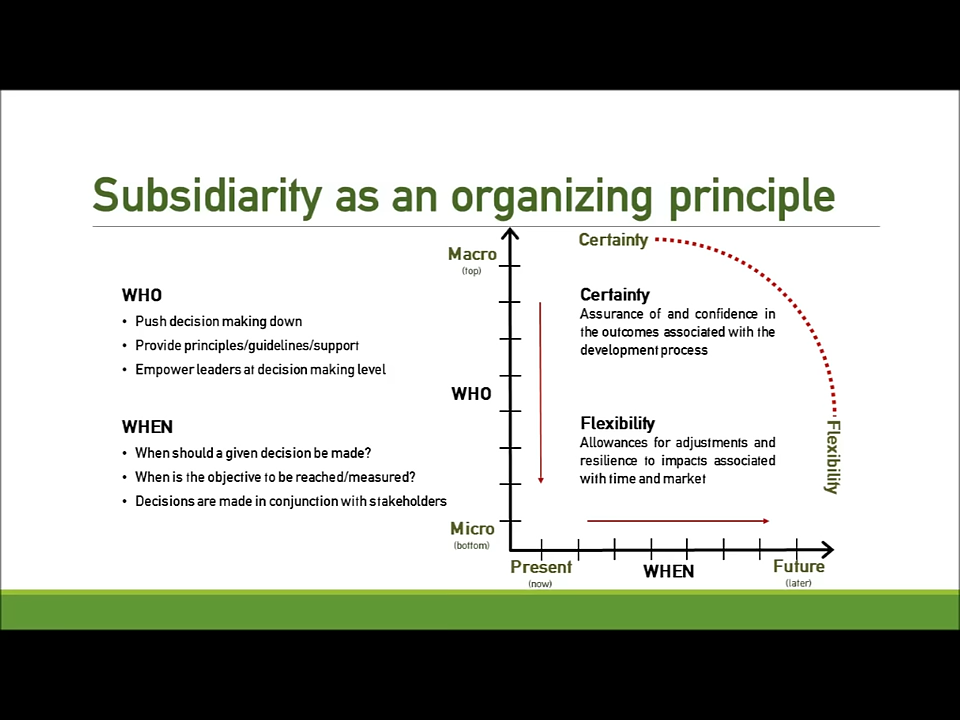 Subsidiarity as an organizing principle
WHO
• Push decision making down
• Provide principles/guidelines/support
• Empower leaders at decision making level
WHEN
• When should a given decision be made?
• When is the objective to be reached/measured?
• Decisions are made in conjunction with stakeholders
Macro
(top)
WHO
Micro
(bottom)
Certainty
Certainty
Assurance of and confidence in
the outcomes associated with the
development process
Flexibility
Allowances for adjustments and
resilience to impacts associated
with time and market
Flexibility
Present
(now)
WHEN
Future
(later)